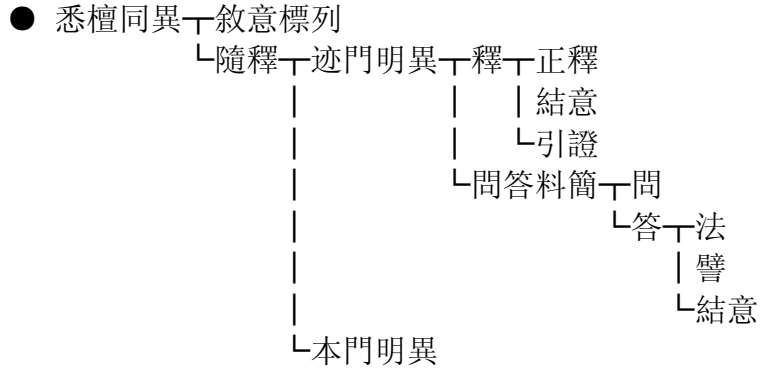 ● 悉檀同異┬敘意標列
└隨釋┬迹門明異┬釋┬正釋
│ │ │結意
│ │ └引證
│ └問答料簡┬問
│ └答┬法
│ │譬
│ └結意
└本門明異